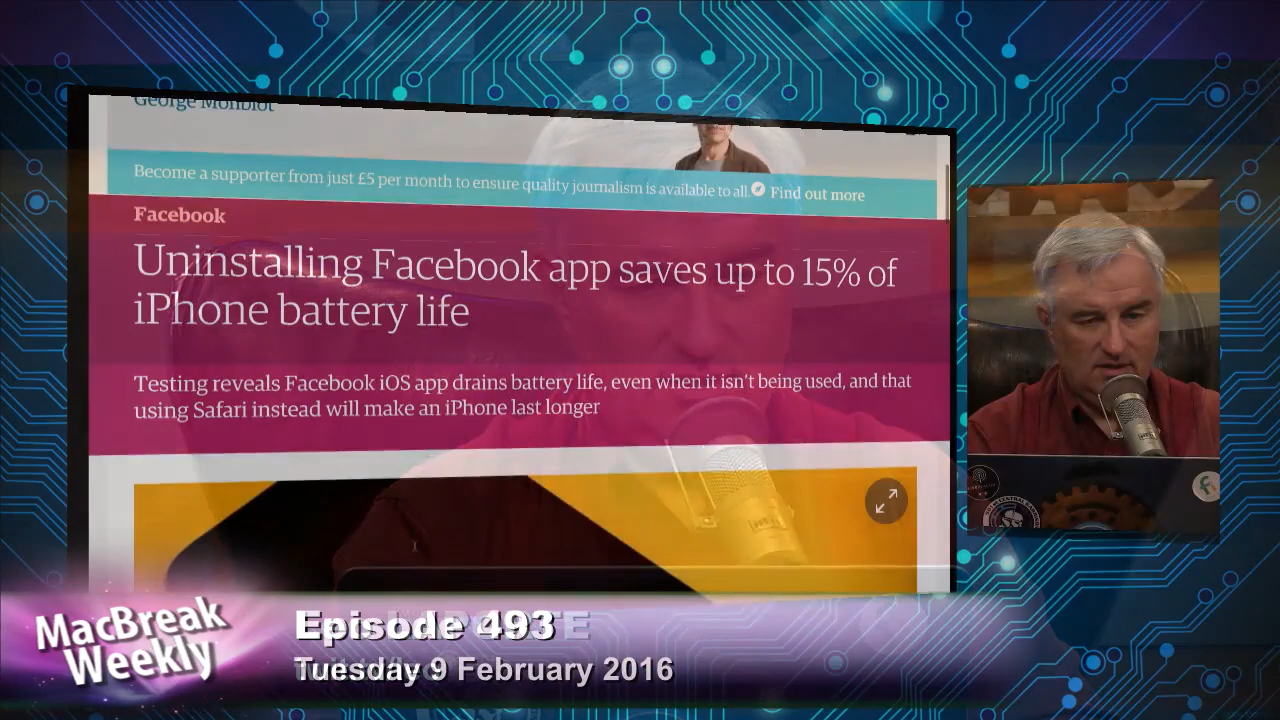 George Monbiot
Become a supporter from just £5 per month to ensure quality journalism is available to all. Find out more
Facebook
Uninstalling Facebook app saves up to 15% of
iPhone battery life
Testing reveals Facebook iOS app drains battery life, even when it isn't being used, and that
using Safari instead will make an iPhone last longer
MacBreak
Weekly
Episode 493
Tuesday 9 February 2016